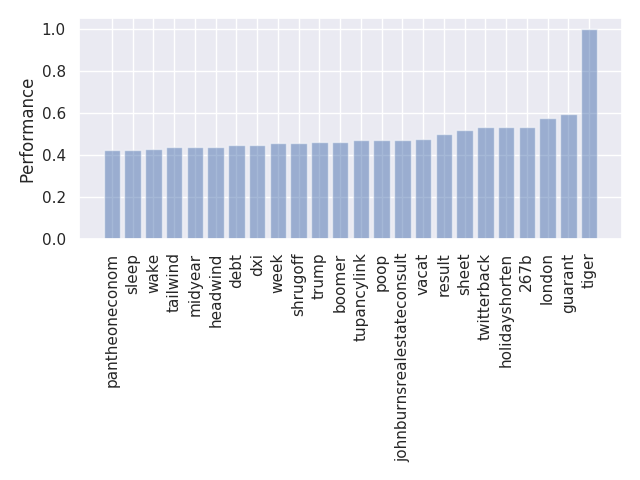 1.0
0.8
0.6
0.4
0.2
0.0
Performance
pantheoneconom
sleep
wake
tailwind
midyear
headwind
debt
dxi
week
shrugoff
trump
boomer
tupancylink
poop
johnburnsrealestateconsult
vacat
result
sheet
twitterback
holidayshorten
267b
london
guarant
tiger